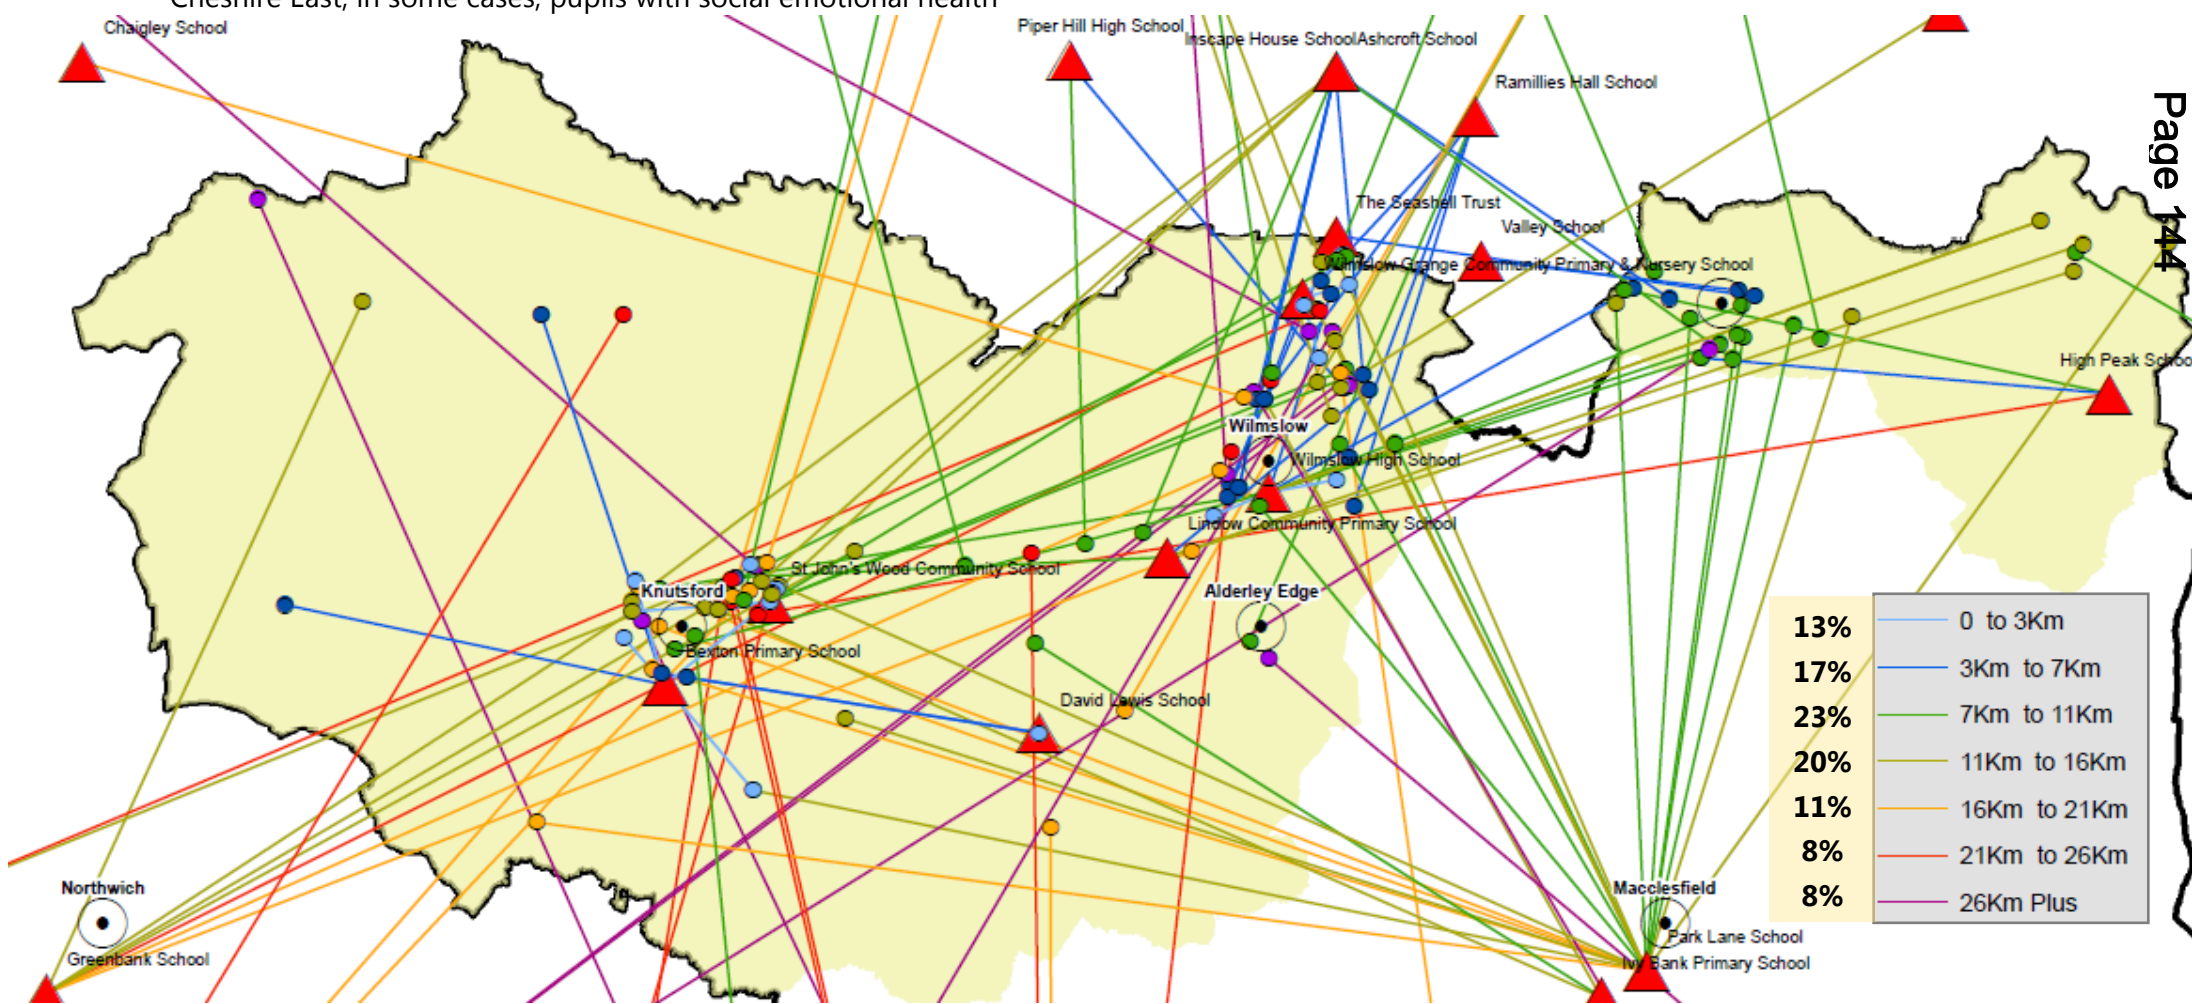 Cheshire East, in some cases, pupils with social emotional health
Chaigley School
Piper Hill High School
Inscape House School
Ashcroft School
Ramillies Hall School
Page 144
The Seashell Trust
Valley School
Wilmslow Grange Community Primary & Nursery School
High Peak School
Wilmslow
Wilmslow High School
Lindow Community Primary School
St John's Wood Community School
Knutsford
Alderley Edge
Bexton Primary School
David Lewis School
13% 0 to 3Km
17% 3Km to 7Km
23% 7Km to 11Km
20% 11Km to 16Km
11% 16Km to 21Km
8% 21Km to 26Km
8% 26Km Plus
Northwich
Greenbank School
Macclesfield
Park Lane School
Ivy Bank Primary School